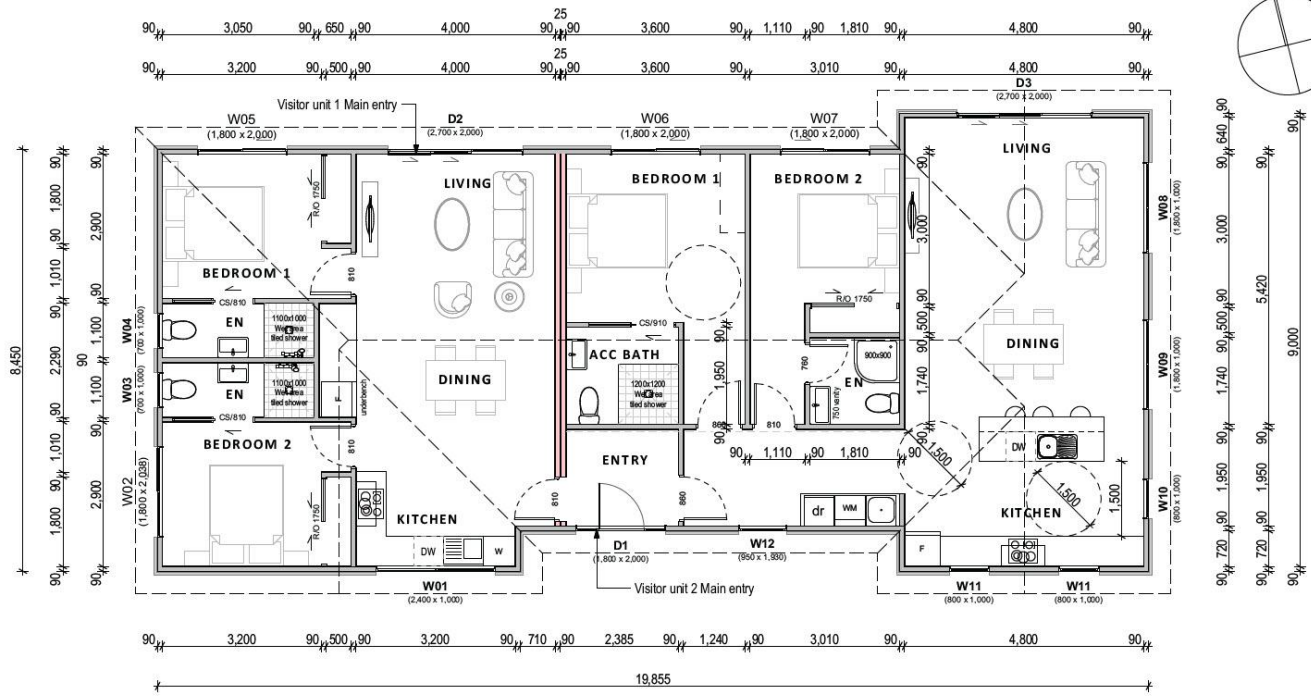 25
90 3,050 90 650 90 4,000 90 90 3,600 90 1,110 90 1,810 90 4,800 90
25
90 3,200 90 500 90 4,000 90 90 3,600 90 3,010 90 4,800 90
D3
(2,700 x 2,000)
Visitor unit 1 Main entry
W05
(1,800 x 2,000)
D2
(2,700 x 2,000)
W06
(1,800 x 2,000)
W07
(1,800 x 2,000)
8,450
90 1,800 90 1,010 90 2,290 90 1,010 90 1,800 90
90 2,900 90 1,100 90 1,100 90 2,900 90
W04
(700 x 1,000)
W03
(700 x 1,000)
W02
(1,800 x 2,038)
BEDROOM 1
R/O 1750
810
CS/810
EN
1100x1000
Wet area
tiled shower
EN
1100x1000
Wet area
tiled shower
CS/810
BEDROOM 2
810
R/O 1750
LIVING
DINING
F
underbench
KITCHEN
DW
W
W01
(2,400 x 1,000)
810
BEDROOM 1
CS/910
ACC BATH
1200x1200
Wet area
tiled shower
90 1,950 90
860
ENTRY
860
D1
(1,800 x 2,000)
Visitor unit 2 Main entry
W12
(950 x 1,930)
BEDROOM 2
R/O 1750
760
EN
900x900
750 vanity
810
90 1,110 90 1,810 90
dr
WM
90 3,000 90 500 90 1,740 90
LIVING
DINING
DW
1,500
1,500
1,500
KITCHEN
F
W11
(800 x 1,000)
W11
(800 x 1,000)
W08
(1,800 x 1,000)
W09
(1,800 x 1,000)
W10
(800 x 1,000)
90 640 90 3,000 90 500 90 1,740 90 1,950 90 720 90
90 5,420 90 1,950 90 720 90
90 9,000 90
90 3,200 90 500 90 3,200 90 710 90 90 2,385 90 1,240 90 3,010 90 4,800 90
19,855